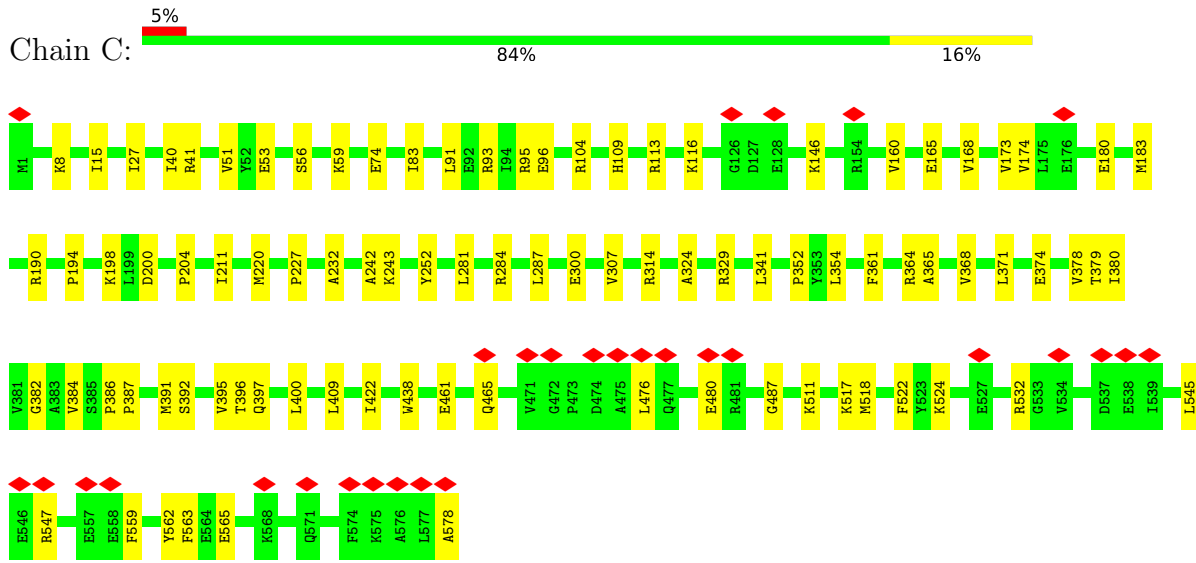 5%
Chain C:
84% 16%
M1 K8 I15 I27 I40 R41 V51 Y52 E53 S56 K59 E74 I83 L91 E92 R93 I94 R95 E96 R104 H109 R113 K116 G126 D127 E128 K146 R154 V160 E165 V168 V173 V174 L175 E176 E180 M183
R190 P194 K198 L199 D200 P204 I211 M220 P227 A232 A242 K243 Y252 L281 R284 L287 E300 V307 R314 A324 R329 L341 P352 Y353 L354 F361 R364 A365 V368 L371 E374 V378 T379 I380
V381 G382 A383 V384 S385 P386 P387 M391 S392 V395 T396 Q397 L400 L409 I422 W438 E461 Q465 V471 G472 P473 D474 A475 L476 Q477 E480 R481 G487 K511 K517 M518 F522 Y523 K524 E527 R532 G533 V534 D537 E538 I539 L545
E546 R547 E557 E558 F559 Y562 F563 E564 E565 K568 Q571 F574 K575 A576 L577 A578